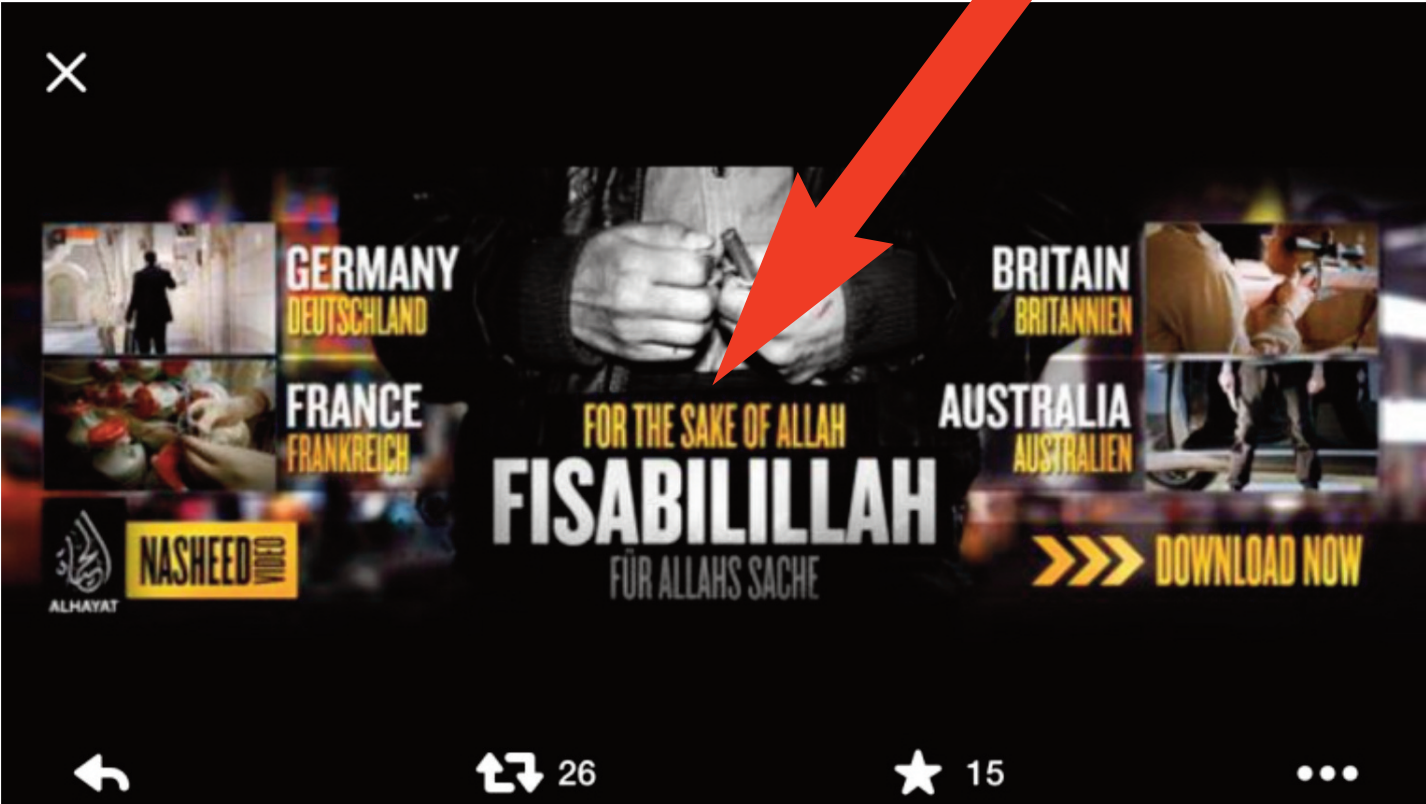 GERMANY
DEUTSCHLAND
FRANCE
FRANKREICH
BRITAIN
BRITANNIEN
AUSTRALIA
AUSTRALIEN
FOR THE SAKE OF ALLAH
FISABILILLAH
FÜR ALLAHS SACHE
ALHAYAT
NASHEED VIDEO
DOWNLOAD NOW
26
15